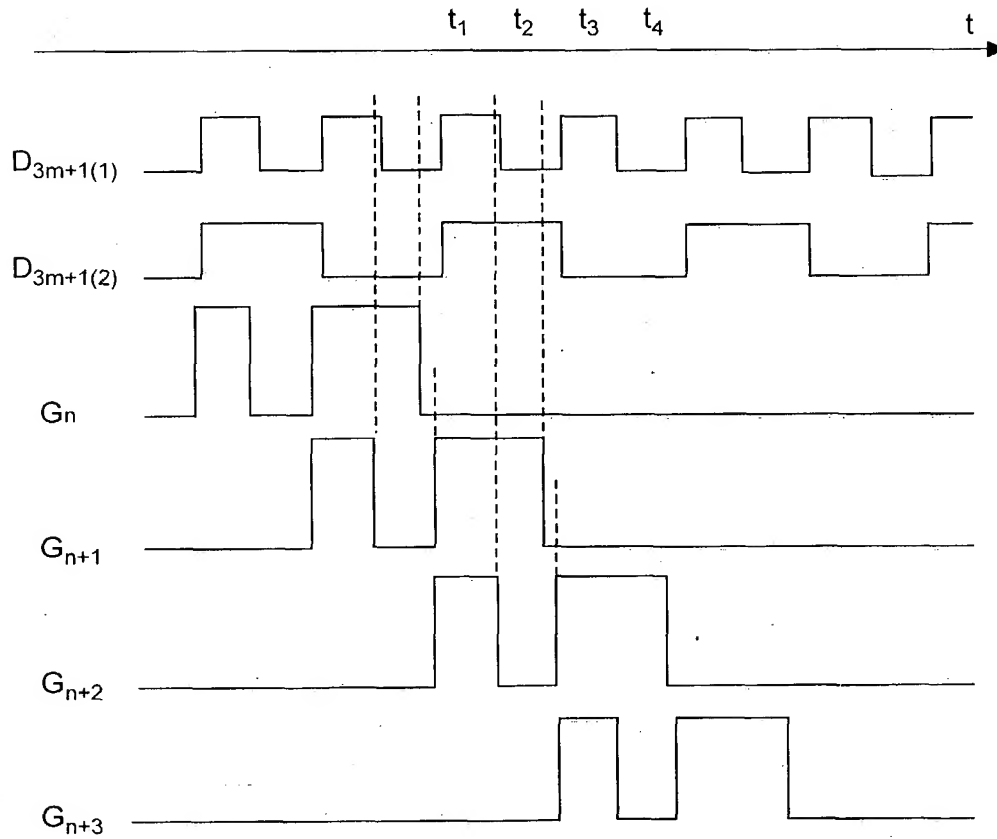 t₁ t₂ t₃ t₄ t
D₃ₘ₊₁₍₁₎
D₃ₘ₊₁₍₂₎
Gₙ
Gₙ₊₁
Gₙ₊₂
Gₙ₊₃